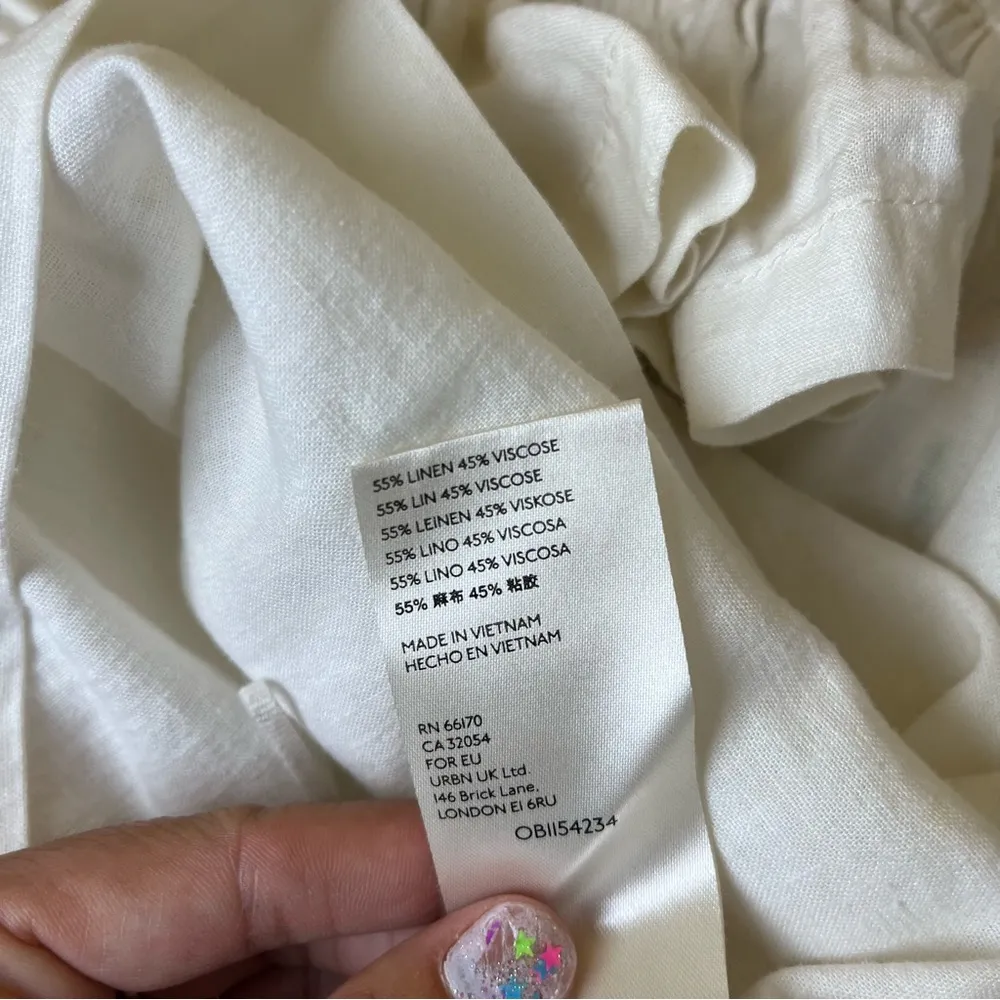 55% LINEN 45% VISCOSE
55% LIN 45% VISCOSE
55% LEINEN 45% VISKOSE
55% LINO 45% VISCOSA
55% LINO 45% VISCOSA
55% 麻布 45% 粘胶
MADE IN VIETNAM
HECHO EN VIETNAM
RN 66170
CA 32054
FOR EU
URBN UK Ltd.
146 Brick Lane,
LONDON E1 6RU
OB1154234